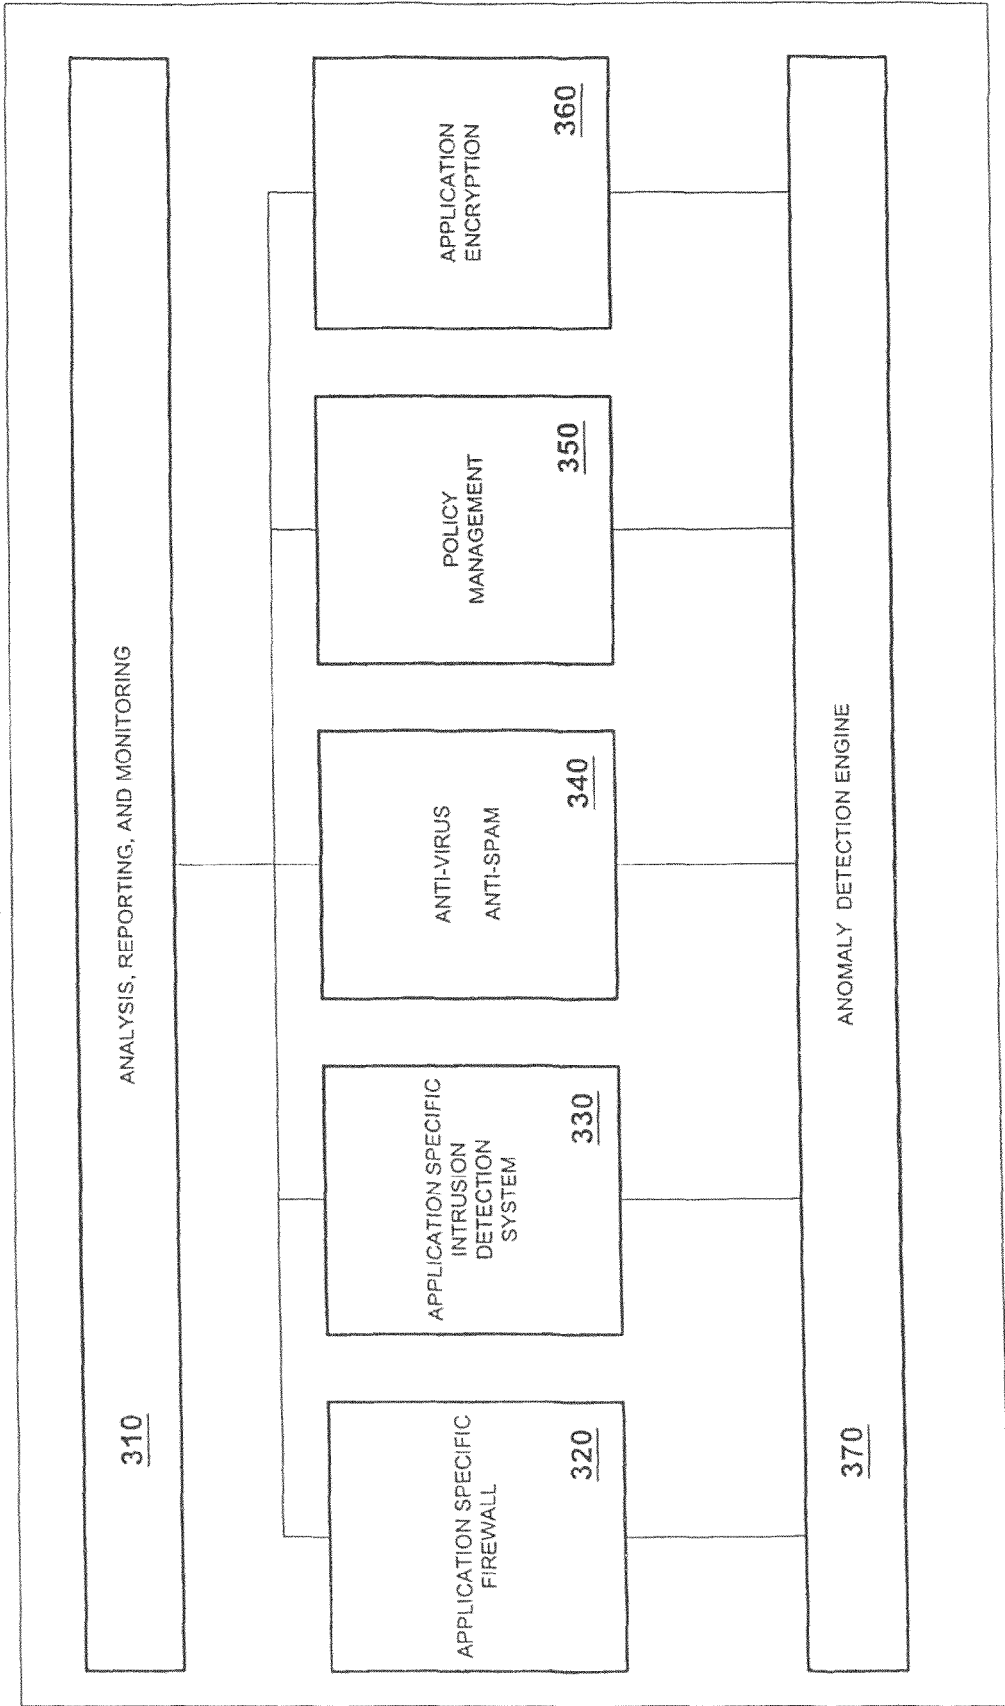 ANALYSIS, REPORTING, AND MONITORING
310
APPLICATION SPECIFIC
FIREWALL
320
APPLICATION SPECIFIC
INTRUSION
DETECTION
SYSTEM
330
ANTI-VIRUS
ANTI-SPAM
340
POLICY
MANAGEMENT
350
APPLICATION
ENCRYPTION
360
ANOMALY DETECTION ENGINE
370